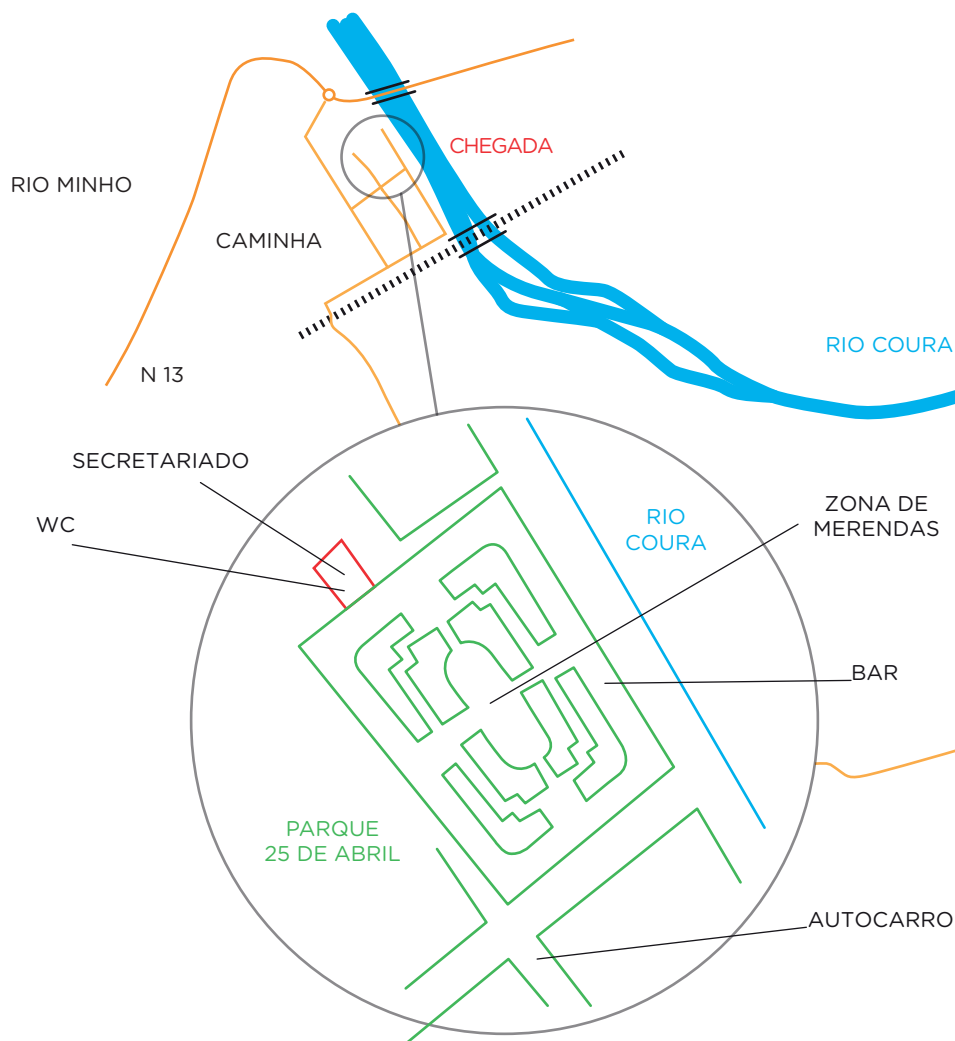 CHEGADA
RIO MINHO
CAMINHA
RIO COURA
N 13
SECRETARIADO
WC
ZONA DE
MERENDAS
RIO
COURA
BAR
PARQUE
25 DE ABRIL
AUTOCARRO